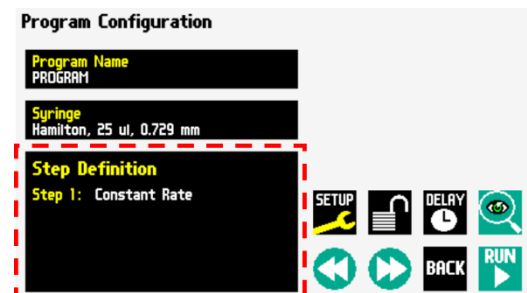 Program Configuration
Program Name
PROGRAM
Syringe
Hamilton, 25 ul, 0.729 mm
Step Definition
Step 1: Constant Rate
SETUP
DELAY
BACK
RUN